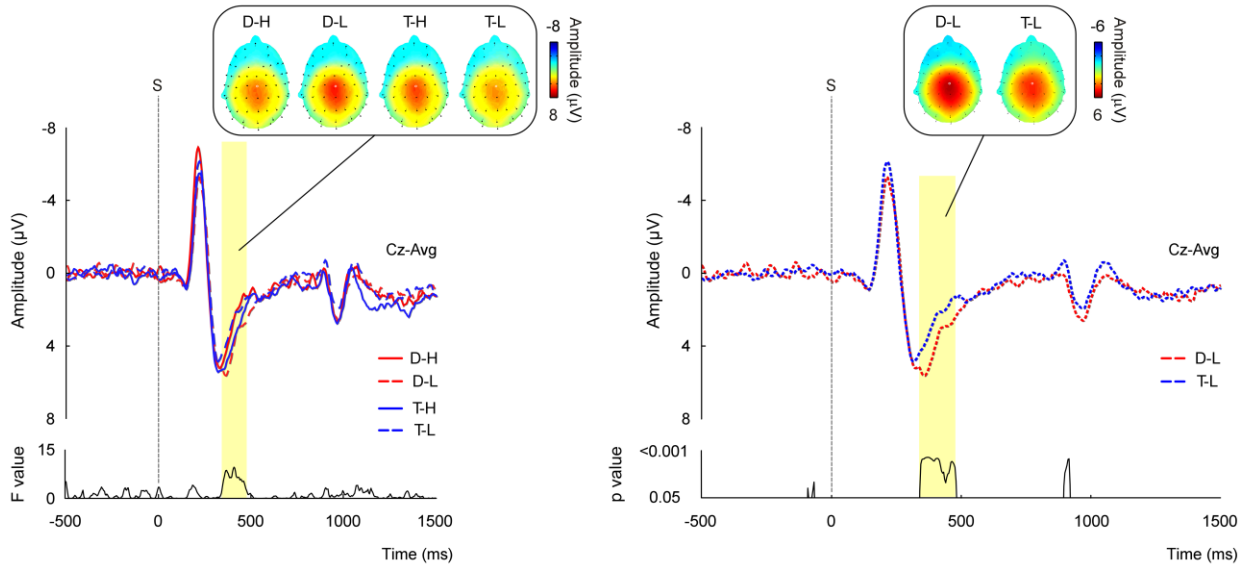 D-H D-L T-H T-L
-8
Amplitude (µV)
8
S
-8
-4
0
4
8
Amplitude (µV)
Cz-Avg
D-H
D-L
T-H
T-L
15
0
F value
-500 0 500 1000 1500
Time (ms)
D-L T-L
-6
Amplitude (µV)
6
S
-8
-4
0
4
8
Amplitude (µV)
Cz-Avg
D-L
T-L
<0.001
0.05
p value
-500 0 500 1000 1500
Time (ms)